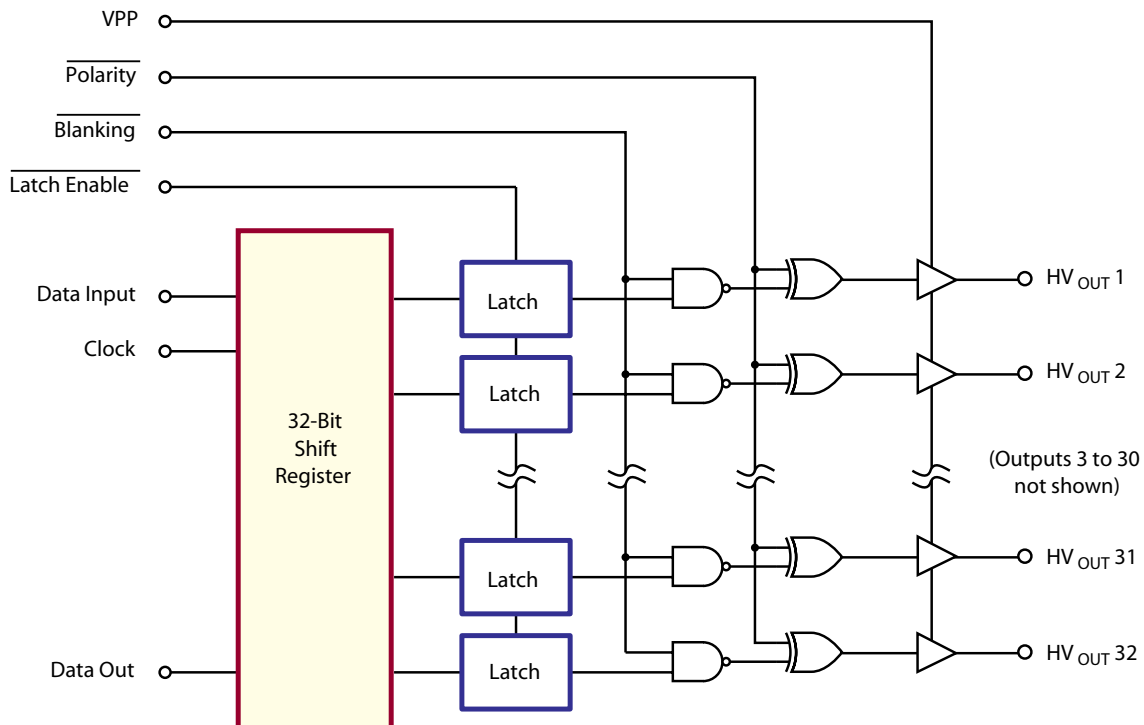 VPP
Polarity
Blanking
Latch Enable
Data Input
Clock
Data Out
32-Bit
Shift
Register
Latch
Latch
Latch
Latch
HV OUT 1
HV OUT 2
(Outputs 3 to 30
not shown)
HV OUT 31
HV OUT 32